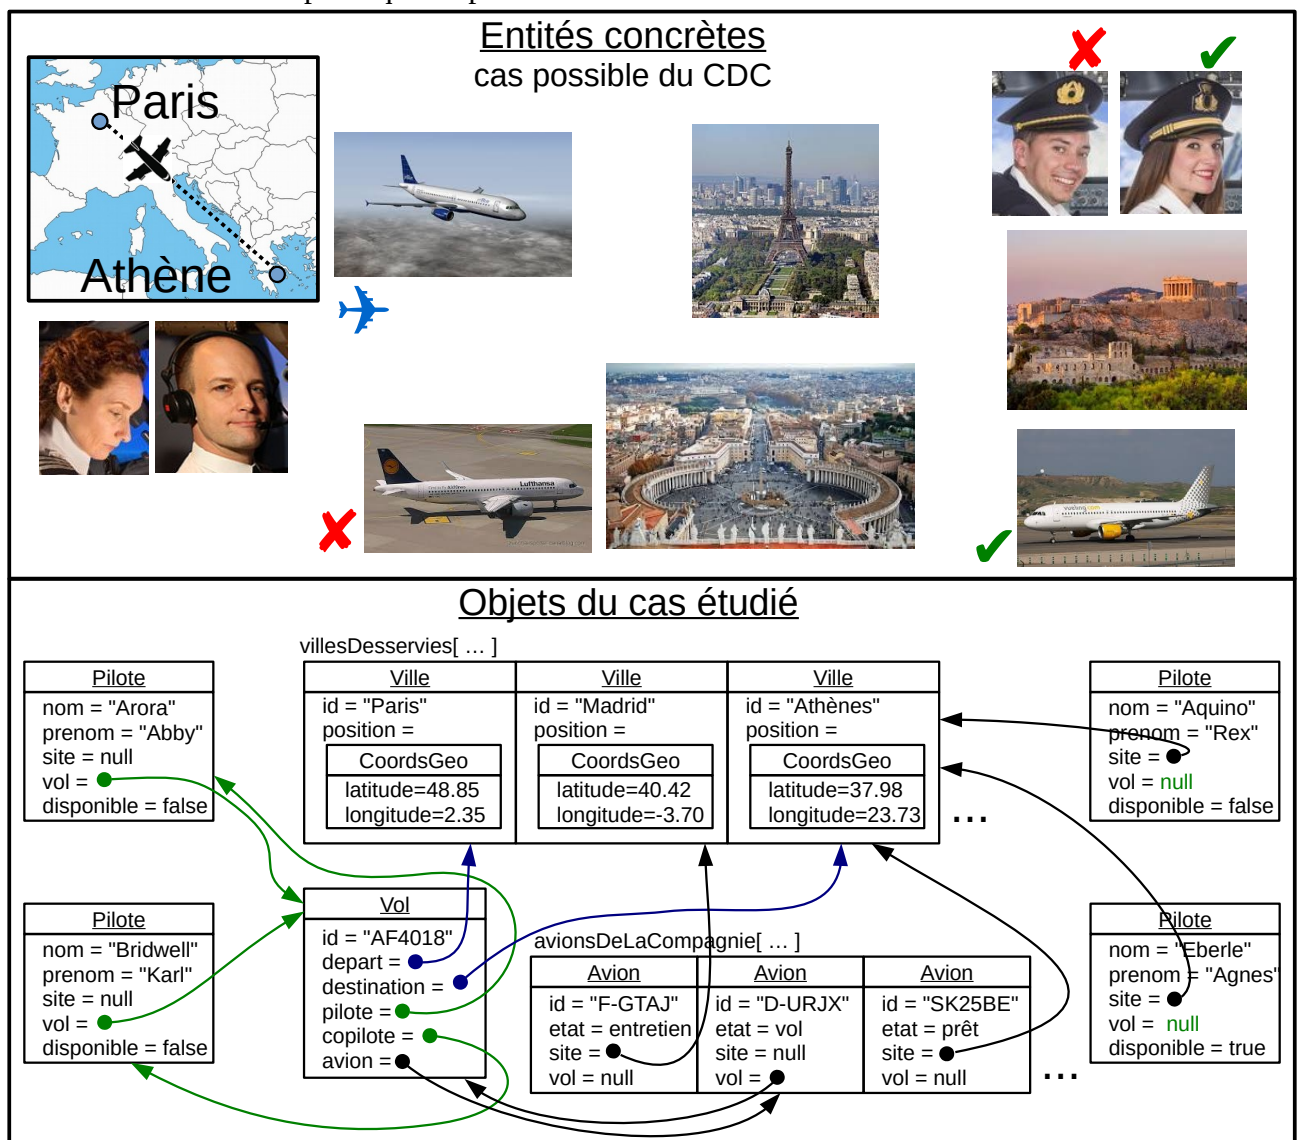 Entités concrètes
cas possible du CDC
Paris
Athène
Lufthansa
vueling.com
Objets du cas étudié
villesDesservies[ … ]
Pilote
nom = "Arora"
prenom = "Abby"
site = null
vol =
disponible = false
Ville
id = "Paris"
position =
CoordsGeo
latitude=48.85
longitude=2.35
Ville
id = "Madrid"
position =
CoordsGeo
latitude=40.42
longitude=-3.70
Ville
id = "Athènes"
position =
CoordsGeo
latitude=37.98
longitude=23.73
...
Pilote
nom = "Aquino"
prenom = "Rex"
site =
vol = null
disponible = false
Pilote
nom = "Bridwell"
prenom = "Karl"
site = null
vol =
disponible = false
Vol
id = "AF4018"
depart =
destination =
pilote =
copilote =
avion =
avionsDeLaCompagnie[ … ]
Avion
id = "F-GTAJ"
etat = entretien
site =
vol = null
Avion
id = "D-URJX"
etat = vol
site = null
vol =
Avion
id = "SK25BE"
etat = prêt
site =
vol = null
...
Pilote
nom = "Eberle"
prenom = "Agnes"
site =
vol = null
disponible = true